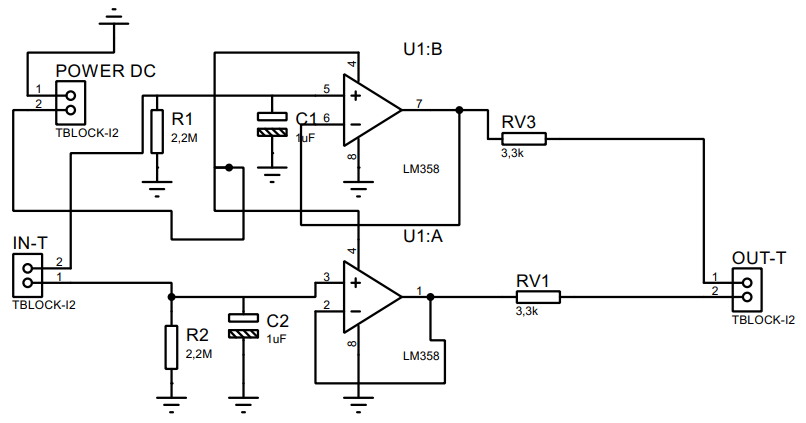 U1:B
POWER DC
1
2
TBLOCK-I2
4
5
6
7
8
R1
2,2M
C1
1uF
LM358
RV3
3,3k
IN-T
2
1
TBLOCK-I2
U1:A
4
3
2
1
8
R2
2,2M
C2
1uF
LM358
RV1
3,3k
OUT-T
1
2
TBLOCK-I2